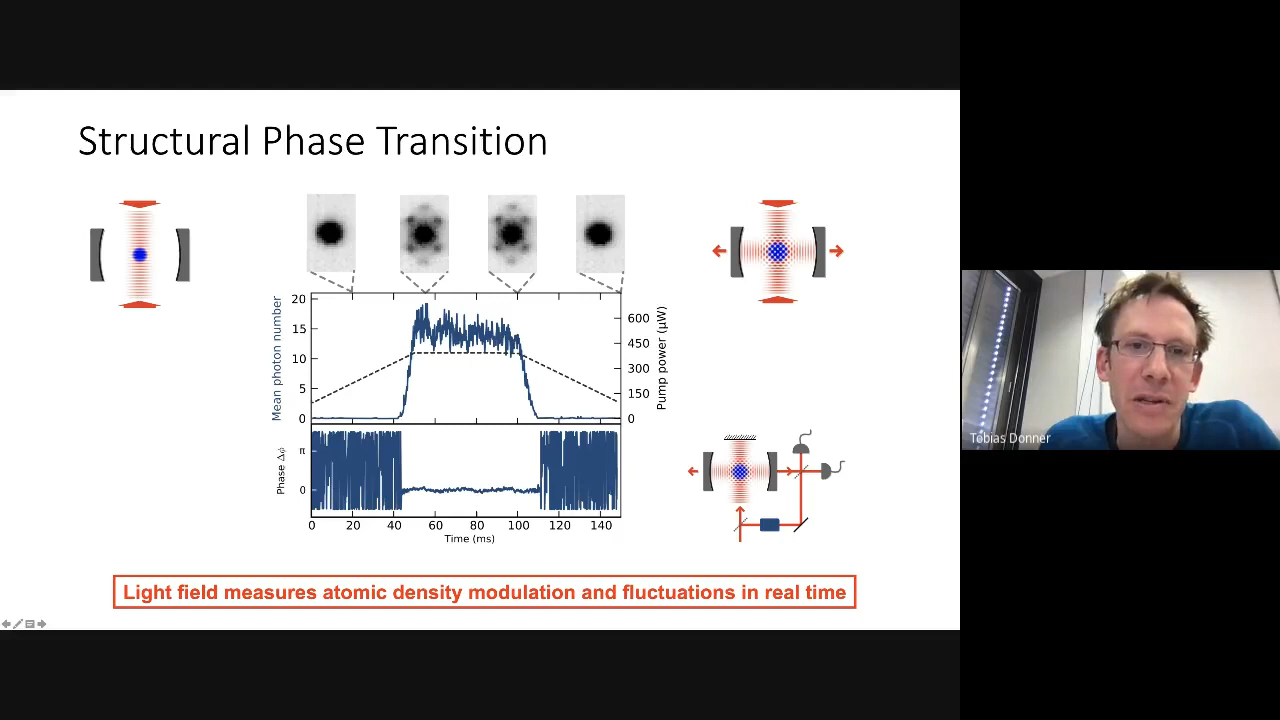 Structural Phase Transition
Mean photon number
20
15
10
5
0
600
450
300
150
0
Pump power (µW)
Phase Δφ
π
0
0 20 40 60 80 100 120 140
Time (ms)
Light field measures atomic density modulation and fluctuations in real time
Tobias Donner